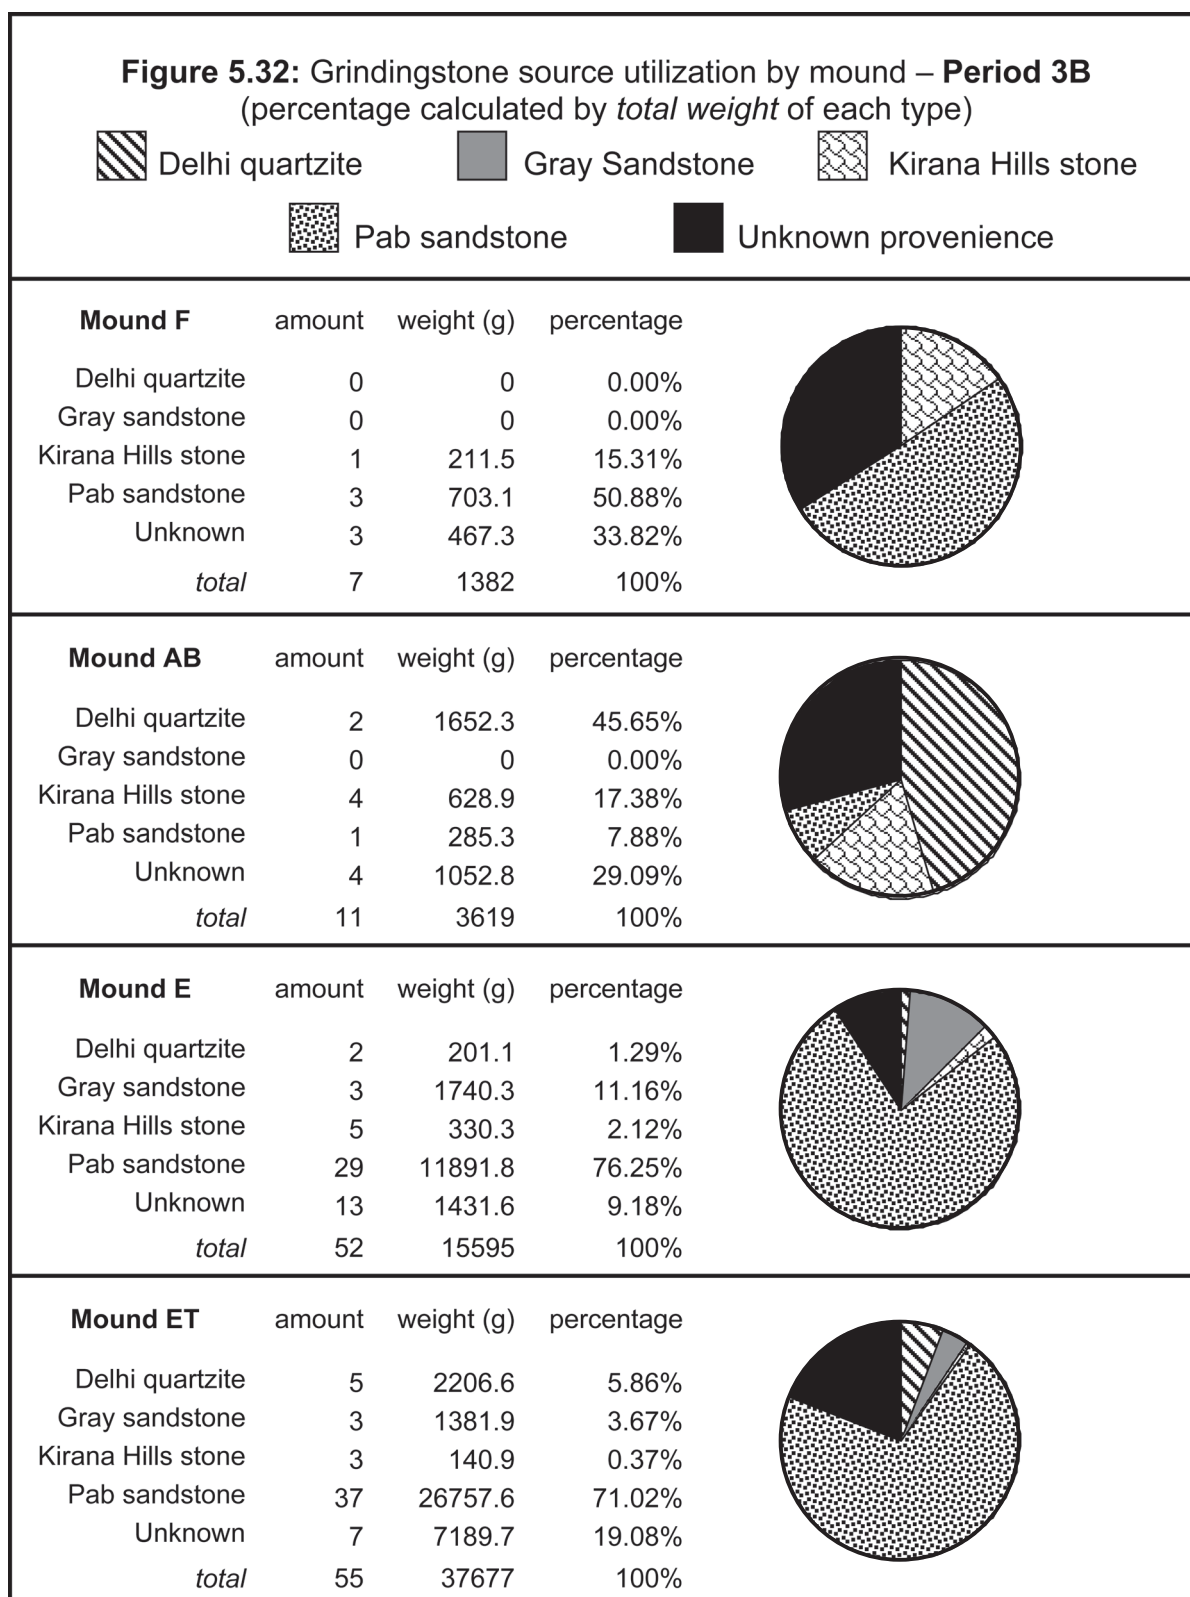 Figure 5.32: Grindingstone source utilization by mound – Period 3B
(percentage calculated by total weight of each type)
Delhi quartzite Gray Sandstone Kirana Hills stone
Pab sandstone Unknown provenience
Mound F amount weight (g) percentage
Delhi quartzite 0 0 0.00%
Gray sandstone 0 0 0.00%
Kirana Hills stone 1 211.5 15.31%
Pab sandstone 3 703.1 50.88%
Unknown 3 467.3 33.82%
total 7 1382 100%
Mound AB amount weight (g) percentage
Delhi quartzite 2 1652.3 45.65%
Gray sandstone 0 0 0.00%
Kirana Hills stone 4 628.9 17.38%
Pab sandstone 1 285.3 7.88%
Unknown 4 1052.8 29.09%
total 11 3619 100%
Mound E amount weight (g) percentage
Delhi quartzite 2 201.1 1.29%
Gray sandstone 3 1740.3 11.16%
Kirana Hills stone 5 330.3 2.12%
Pab sandstone 29 11891.8 76.25%
Unknown 13 1431.6 9.18%
total 52 15595 100%
Mound ET amount weight (g) percentage
Delhi quartzite 5 2206.6 5.86%
Gray sandstone 3 1381.9 3.67%
Kirana Hills stone 3 140.9 0.37%
Pab sandstone 37 26757.6 71.02%
Unknown 7 7189.7 19.08%
total 55 37677 100%